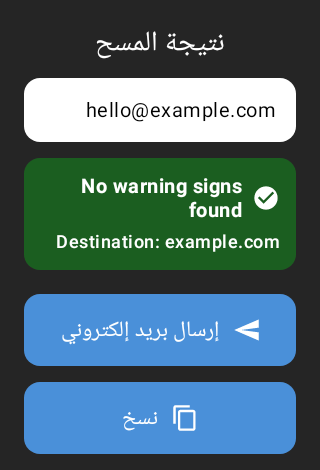 نتيجة المسح
hello@example.com
No warning signs
found
Destination: example.com
إرسال بريد إلكتروني
نسخ